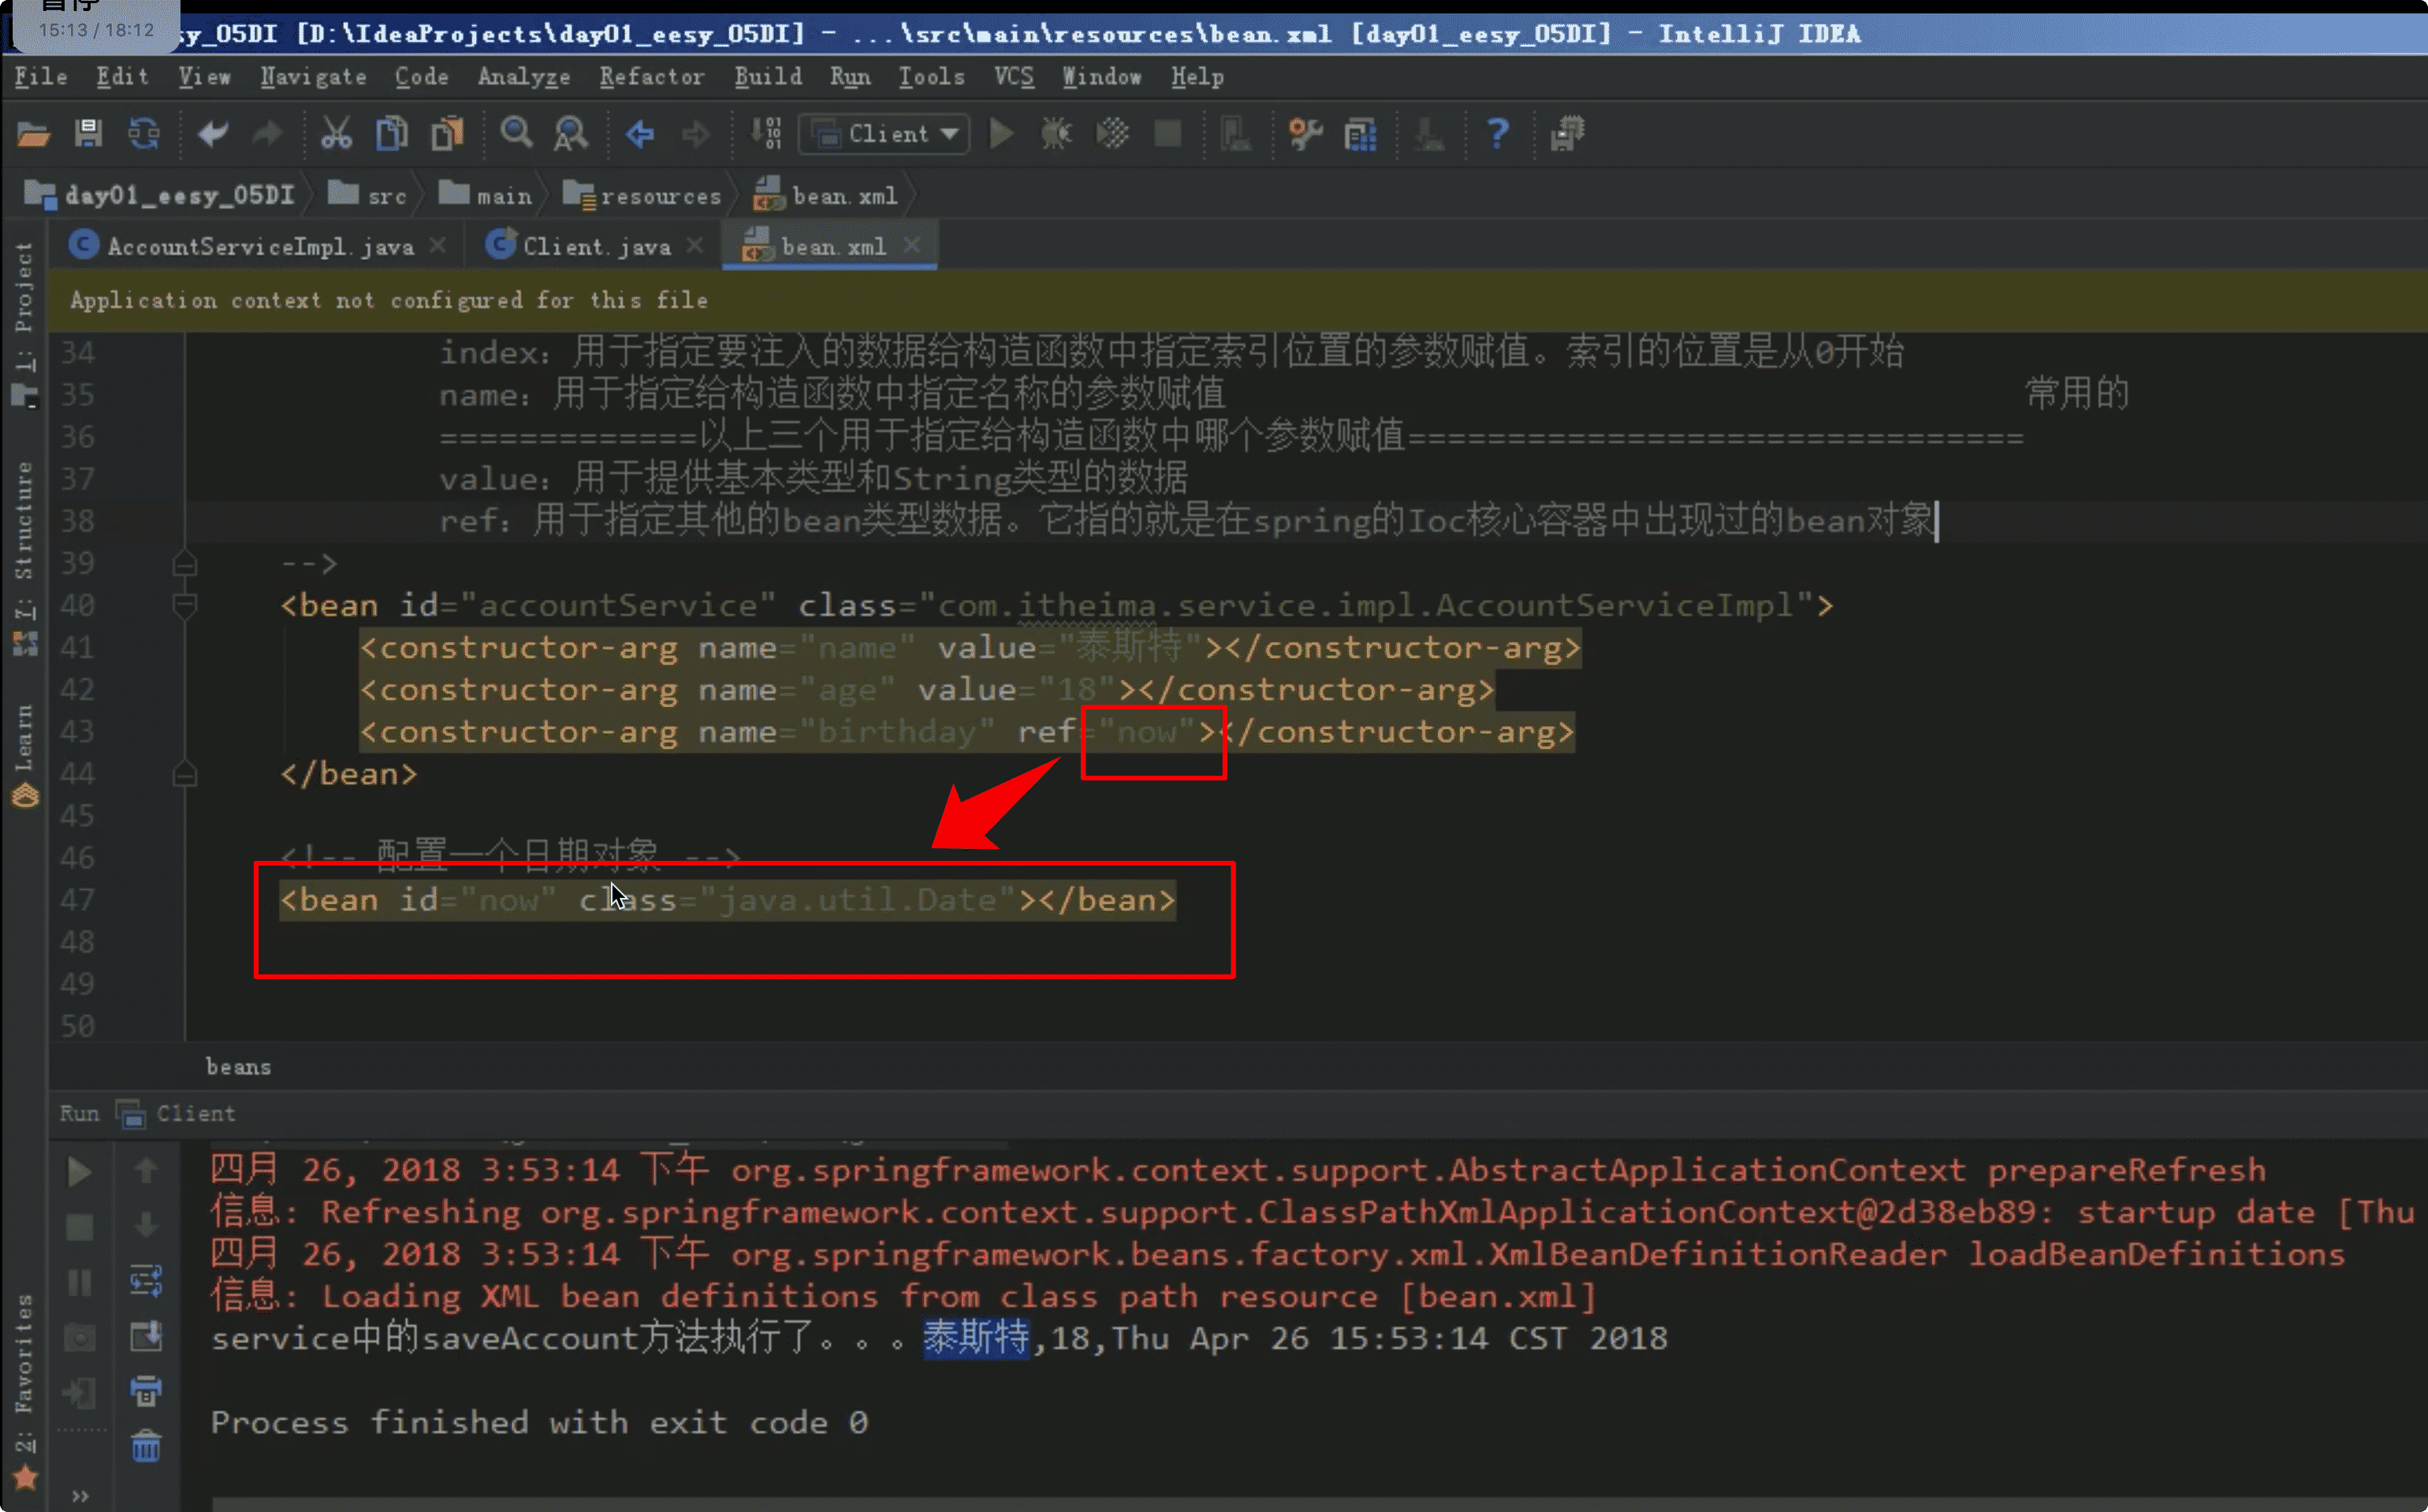 15:13 / 18:12
sy_05DI [D:\IdeaProjects\day01_eesy_05DI] - ...\src\main\resources\bean.xml [day01_eesy_05DI] - IntelliJ IDEA
File Edit View Navigate Code Analyze Refactor Build Run Tools VCS Window Help
Client
day01_eesy_05DI src main resources bean.xml
AccountServiceImpl.java Client.java bean.xml
Application context not configured for this file
1: Project
7: Structure
Learn
2: Favorites
34 index：用于指定要注入的数据给构造函数中指定索引位置的参数赋值。索引的位置是从0开始
35 name：用于指定给构造函数中指定名称的参数赋值 常用的
36 =============以上三个用于指定给构造函数中哪个参数赋值===============================
37 value：用于提供基本类型和String类型的数据
38 ref：用于指定其他的bean类型数据。它指的就是在spring的Ioc核心容器中出现过的bean对象
39 -->
40 <bean id="accountService" class="com.itheima.service.impl.AccountServiceImpl">
41 <constructor-arg name="name" value="泰斯特"></constructor-arg>
42 <constructor-arg name="age" value="18"></constructor-arg>
43 <constructor-arg name="birthday" ref="now"></constructor-arg>
44 </bean>
45
46 <!-- 配置一个日期对象 -->
47 <bean id="now" class="java.util.Date"></bean>
48
49
50
beans
Run Client
四月 26, 2018 3:53:14 下午 org.springframework.context.support.AbstractApplicationContext prepareRefresh
信息: Refreshing org.springframework.context.support.ClassPathXmlApplicationContext@2d38eb89: startup date [Thu
四月 26, 2018 3:53:14 下午 org.springframework.beans.factory.xml.XmlBeanDefinitionReader loadBeanDefinitions
信息: Loading XML bean definitions from class path resource [bean.xml]
service中的saveAccount方法执行了。。。泰斯特,18,Thu Apr 26 15:53:14 CST 2018
Process finished with exit code 0